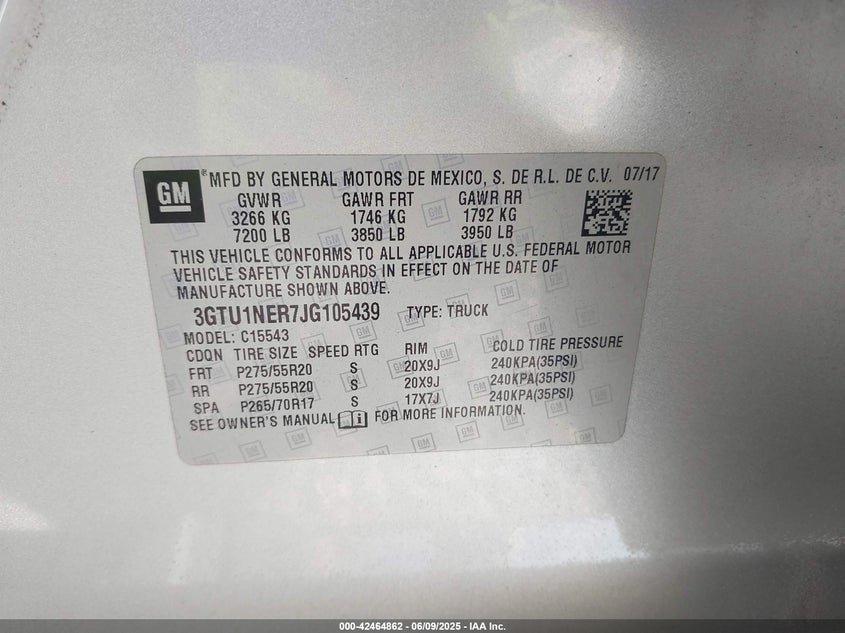 GM ® MFD BY GENERAL MOTORS DE MEXICO, S. DE R.L. DE C.V. 07/17
GVWR GAWR FRT GAWR RR
3266 KG 1746 KG 1792 KG
7200 LB 3850 LB 3950 LB
THIS VEHICLE CONFORMS TO ALL APPLICABLE U.S. FEDERAL MOTOR
VEHICLE SAFETY STANDARDS IN EFFECT ON THE DATE OF
MANUFACTURE SHOWN ABOVE.
3GTU1NER7JG105439 TYPE: TRUCK
MODEL: C15543
CDQN TIRE SIZE SPEED RTG RIM COLD TIRE PRESSURE
FRT P275/55R20 S 20X9J 240KPA(35PSI)
RR P275/55R20 S 20X9J 240KPA(35PSI)
SPA P265/70R17 S 17X7J 240KPA(35PSI)
SEE OWNER'S MANUAL FOR MORE INFORMATION.
000-42464862 - 06/09/2025 - IAA Inc.